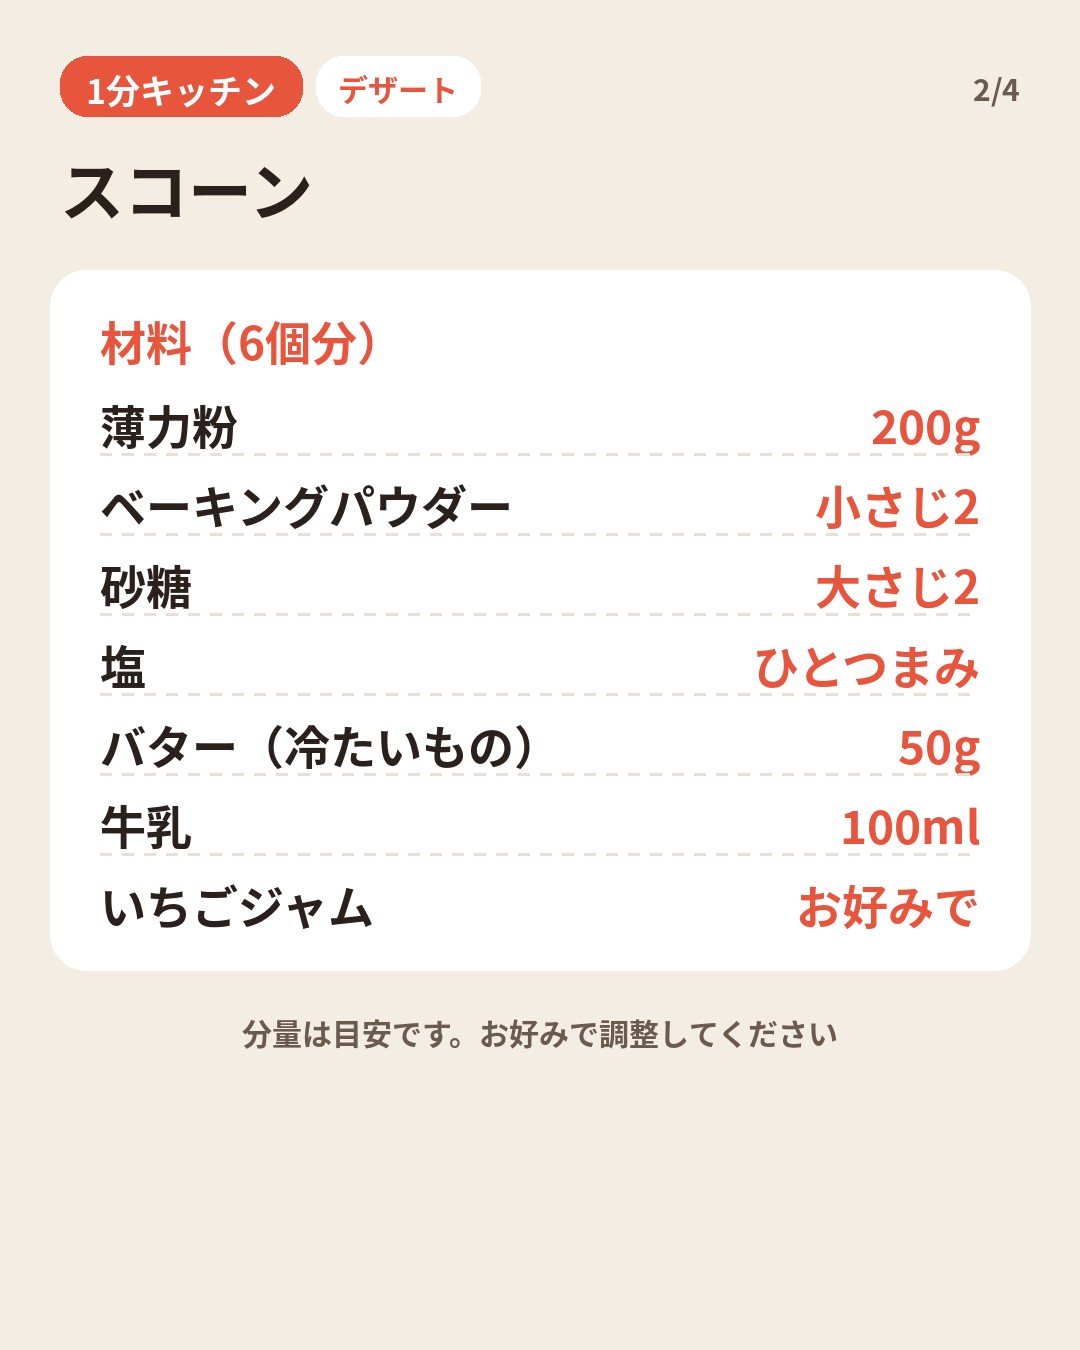 1分キッチン デザート 2/4
スコーン
材料（6個分）
薄力粉 200g
ベーキングパウダー 小さじ2
砂糖 大さじ2
塩 ひとつまみ
バター（冷たいもの） 50g
牛乳 100ml
いちごジャム お好みで
分量は目安です。お好みで調整してください